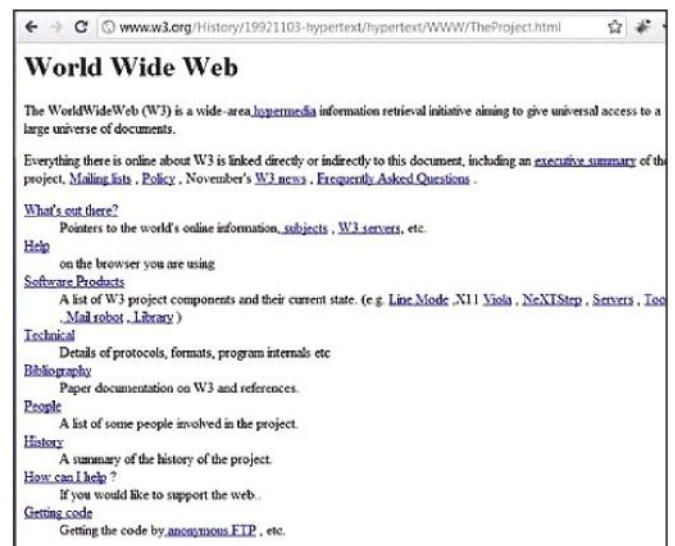 www.w3.org/History/19921103-hypertext/hypertext/WWW/TheProject.html
World Wide Web
The WorldWideWeb (W3) is a wide-area hypermedia information retrieval initiative aiming to give universal access to a
large universe of documents.
Everything there is online about W3 is linked directly or indirectly to this document, including an executive summary of the
project, Mailing lists , Policy , November's W3 news , Frequently Asked Questions .
What's out there?
Pointers to the world's online information, subjects , W3 servers, etc.
Help
on the browser you are using
Software Products
A list of W3 project components and their current state. (e.g. Line Mode ,X11 Viola , NeXTStep , Servers , Too
, Mail robot , Library )
Technical
Details of protocols, formats, program internals etc
Bibliography
Paper documentation on W3 and references.
People
A list of some people involved in the project.
History
A summary of the history of the project.
How can I help ?
If you would like to support the web..
Getting code
Getting the code by anonymous FTP , etc.